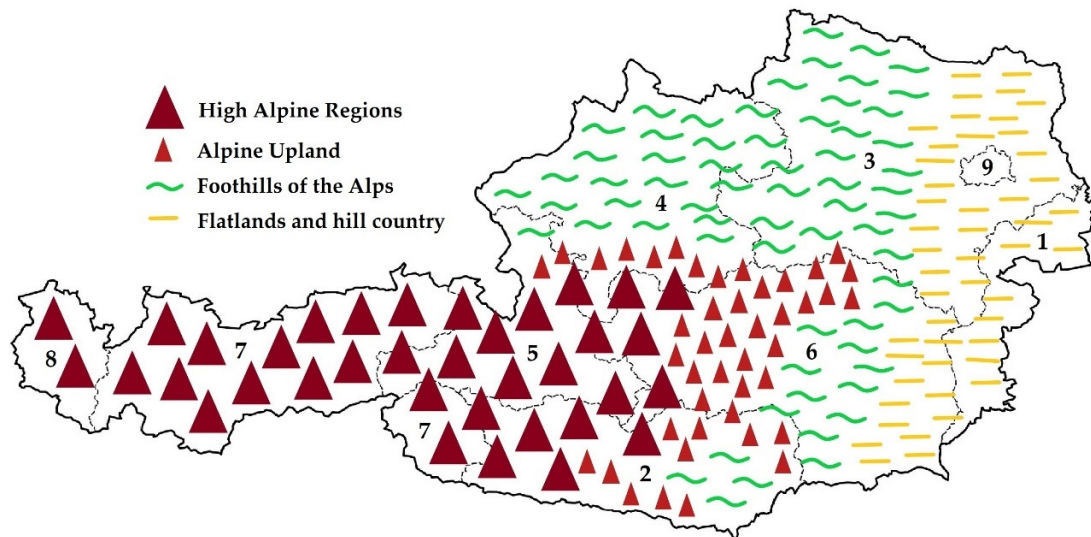 High Alpine Regions
Alpine Upland
Foothills of the Alps
Flatlands and hill country
3
9
4
1
8
7
5
6
7
2